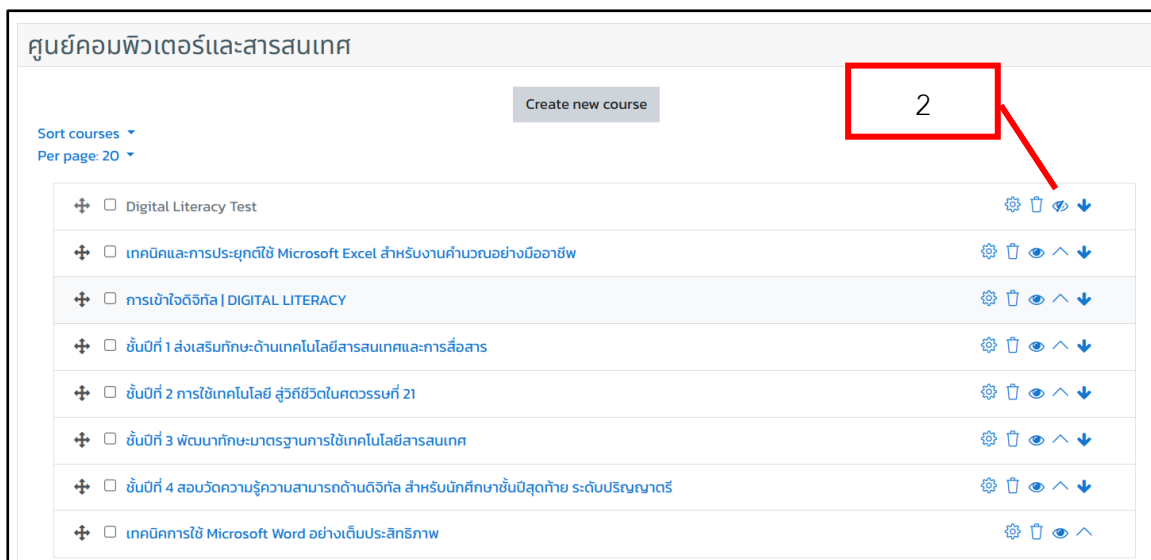 ศูนย์คอมพิวเตอร์และสารสนเทศ
Create new course
2
Sort courses
Per page: 20
Digital Literacy Test
เทคนิคและการประยุกต์ใช้ Microsoft Excel สำหรับงานคำนวณอย่างมืออาชีพ
การเข้าใจดิจิทัล | DIGITAL LITERACY
ชั้นปีที่ 1 ส่งเสริมทักษะด้านเทคโนโลยีสารสนเทศและการสื่อสาร
ชั้นปีที่ 2 การใช้เทคโนโลยี สู่วิถีชีวิตในศตวรรษที่ 21
ชั้นปีที่ 3 พัฒนาทักษะมาตรฐานการใช้เทคโนโลยีสารสนเทศ
ชั้นปีที่ 4 สอบวัดความรู้ความสามารถด้านดิจิทัล สำหรับนักศึกษาชั้นปีสุดท้าย ระดับปริญญาตรี
เทคนิคการใช้ Microsoft Word อย่างเต็มประสิทธิภาพ